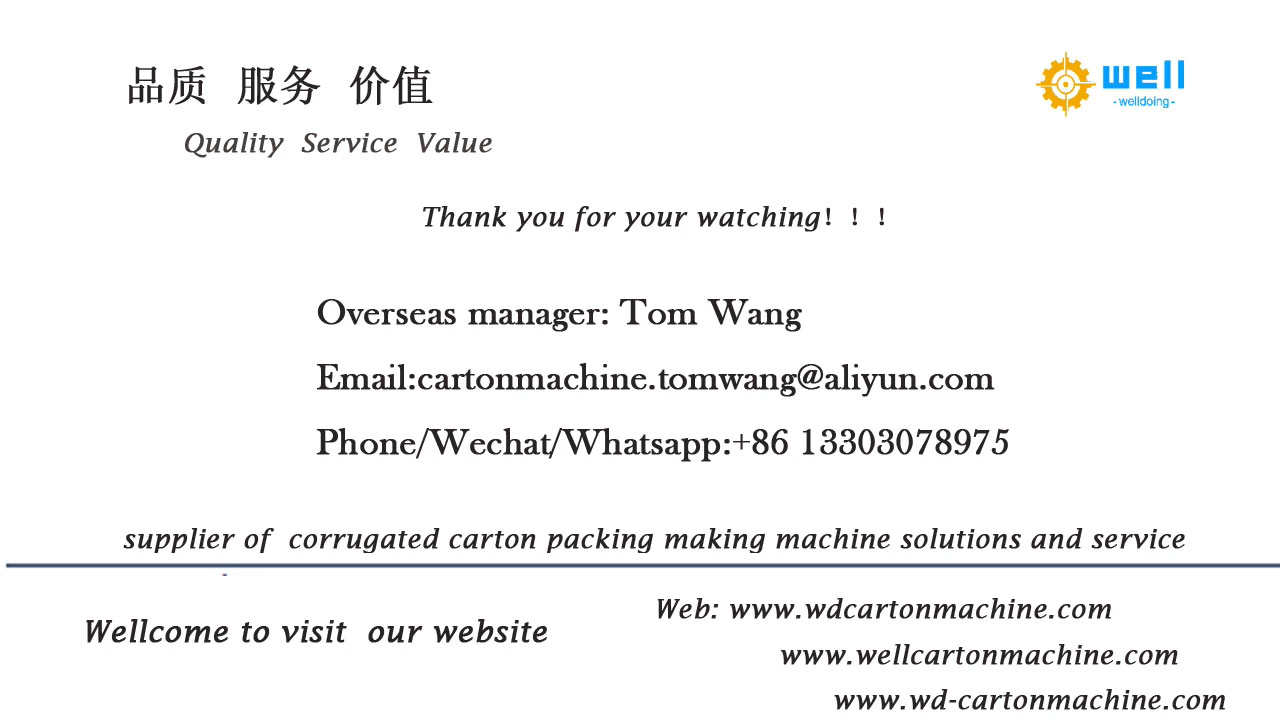 品质 服务 价值
well
-welldoing-
Quality Service Value
Thank you for your watching！！！
Overseas manager: Tom Wang
Email:cartonmachine.tomwang@aliyun.com
Phone/Wechat/Whatsapp:+86 13303078975
supplier of corrugated carton packing making machine solutions and service
Wellcome to visit our website
Web: www.wdcartonmachine.com
www.wellcartonmachine.com
www.wd-cartonmachine.com